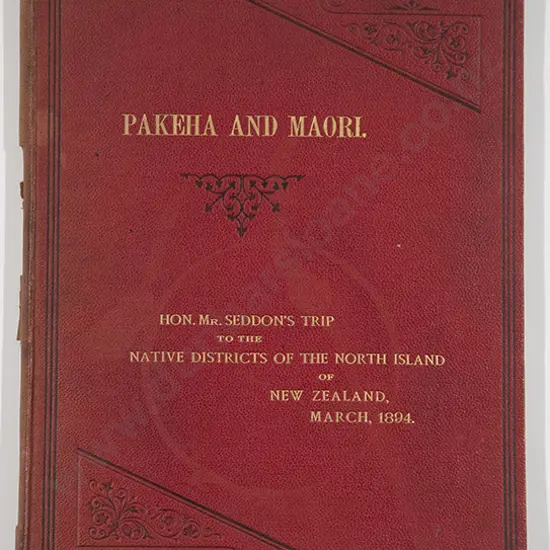 PAKEHA AND MAORI.
HON. MR. SEDDON'S TRIP
TO THE
NATIVE DISTRICTS OF THE NORTH ISLAND
OF
NEW ZEALAND,
MARCH, 1894.